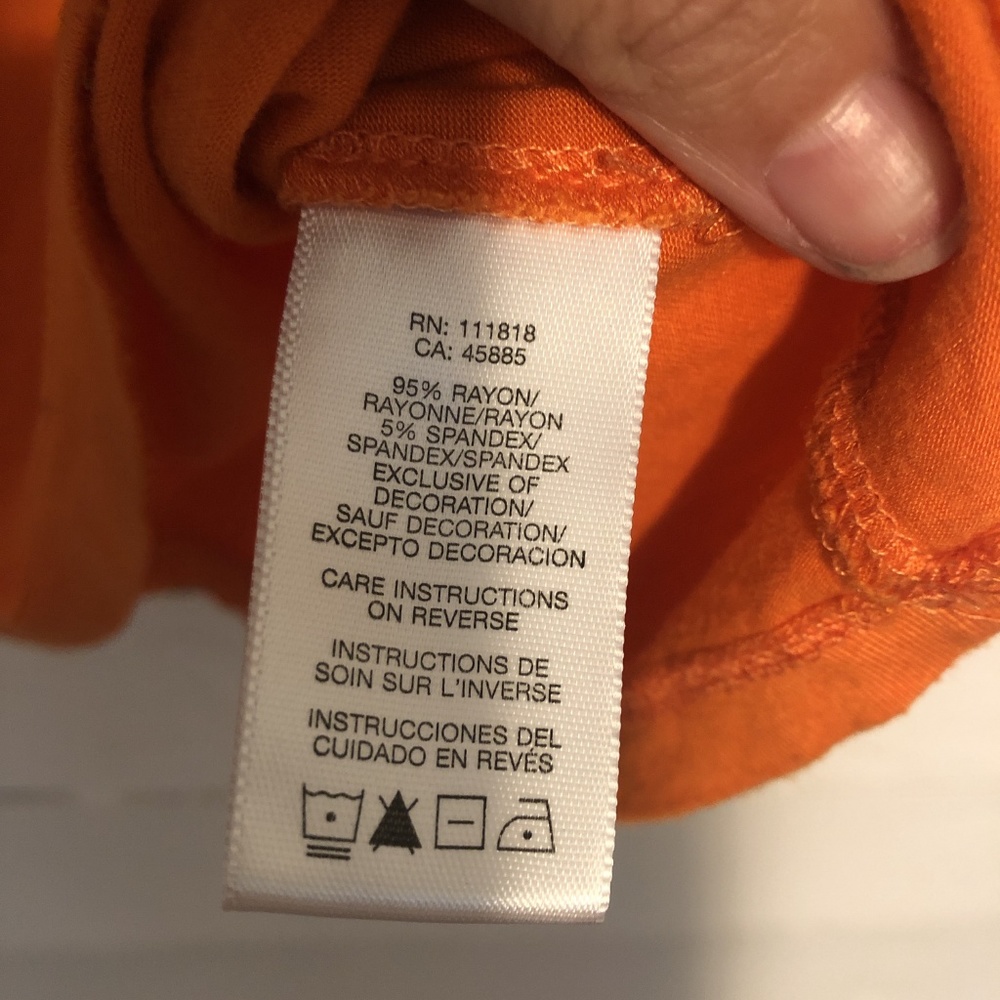 RN: 111818
CA: 45885
95% RAYON/
RAYONNE/RAYON
5% SPANDEX/
SPANDEX/SPANDEX
EXCLUSIVE OF
DECORATION/
SAUF DECORATION/
EXCEPTO DECORACION
CARE INSTRUCTIONS
ON REVERSE
INSTRUCTIONS DE
SOIN SUR L'INVERSE
INSTRUCCIONES DEL
CUIDADO EN REVÉS